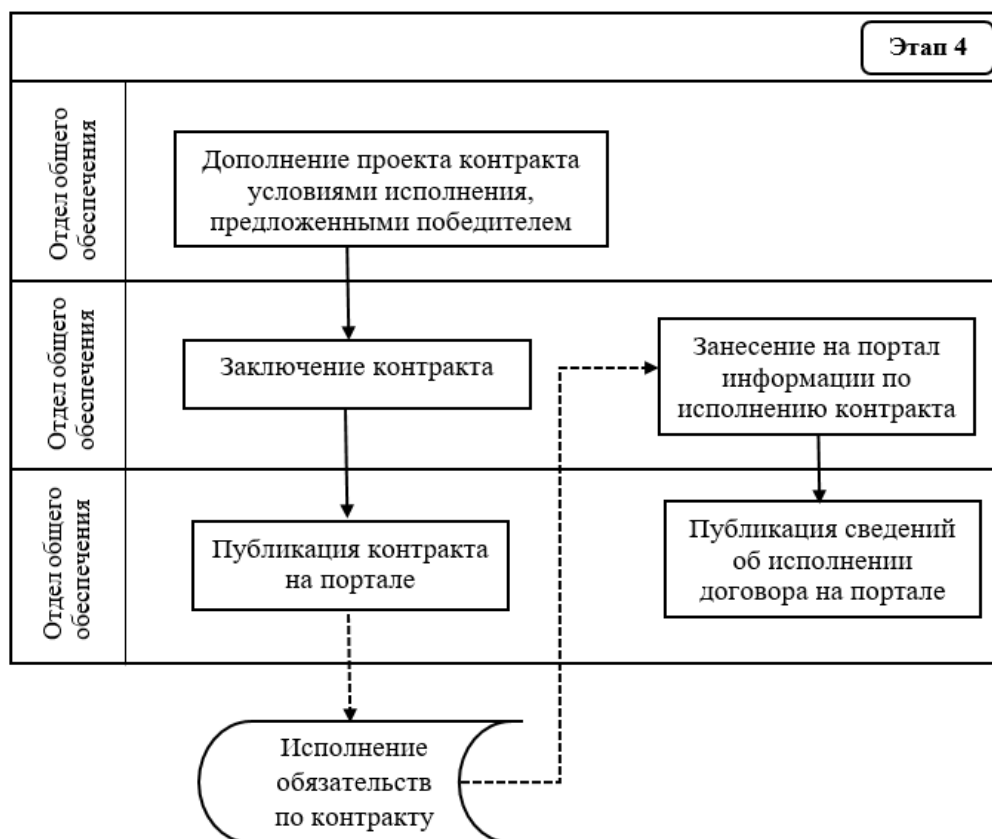 Этап 4
Отдел общего
обеспечения
Дополнение проекта контракта
условиями исполнения,
предложенными победителем
Отдел общего
обеспечения
Заключение контракта
Занесение на портал
информации по
исполнению контракта
Отдел общего
обеспечения
Публикация контракта
на портале
Публикация сведений
об исполнении
договора на портале
Исполнение
обязательств
по контракту